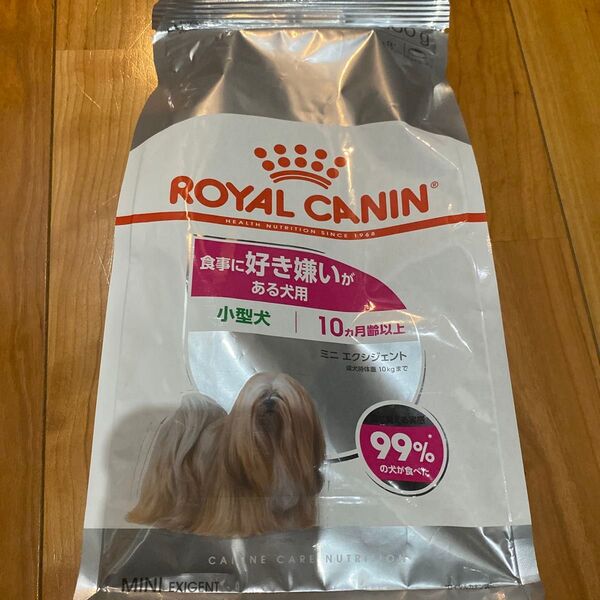 ROYAL CANIN®
HEALTH NUTRITION SINCE 1968
食事に好き嫌いが
ある犬用
小型犬 10ヵ月齢以上
ミニ エクシジェント
成犬時体重 10kgまで
99%*
の犬が食べた
CANINE CARE NUTRITION
MINI EXIGENT